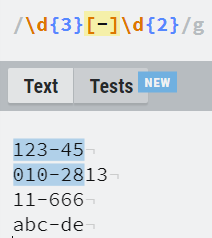 /\d{3}[-]\d{2}/g
Text Tests NEW
123-45¬
010-2813¬
11-666¬
abc-de¬